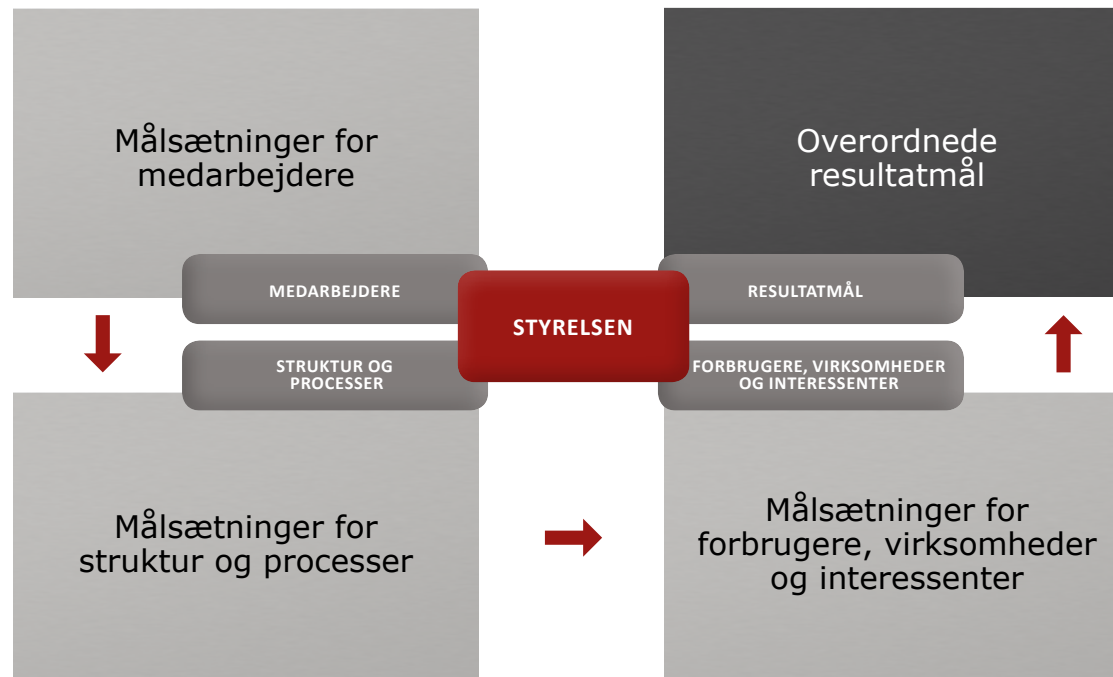 Målsætninger for
medarbejdere
Overordnede
resultatmål
MEDARBEJDERE
RESULTATMÅL
STYRELSEN
STRUKTUR OG
PROCESSER
FORBRUGERE, VIRKSOMHEDER
OG INTERESSENTER
Målsætninger for
struktur og processer
Målsætninger for
forbrugere, virksomheder
og interessenter